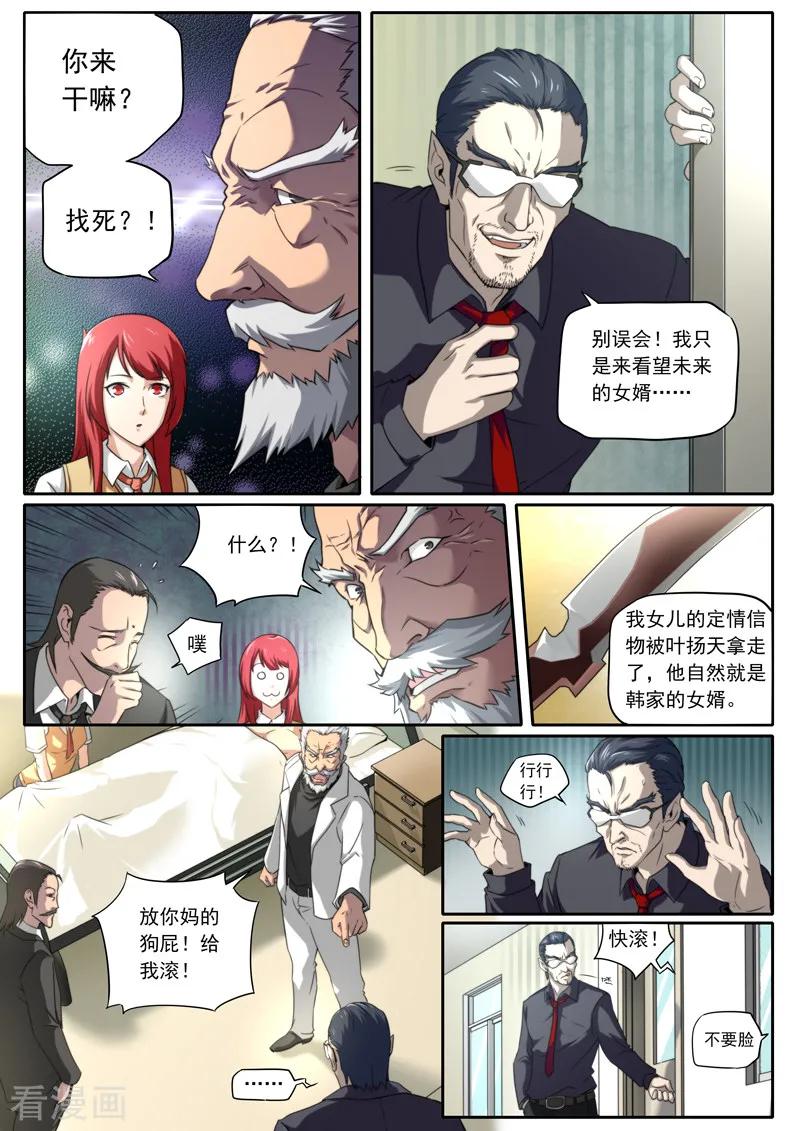 你来
干嘛？
找死？！
别误会！我只
是来看望未来
的女婿……
什么？！
噗
我女儿的定情信
物被叶扬天拿走
了，他自然就是
韩家的女婿。
放你妈的
狗屁！给
我滚！
……
行行
行！
快滚！
不要脸
看漫画